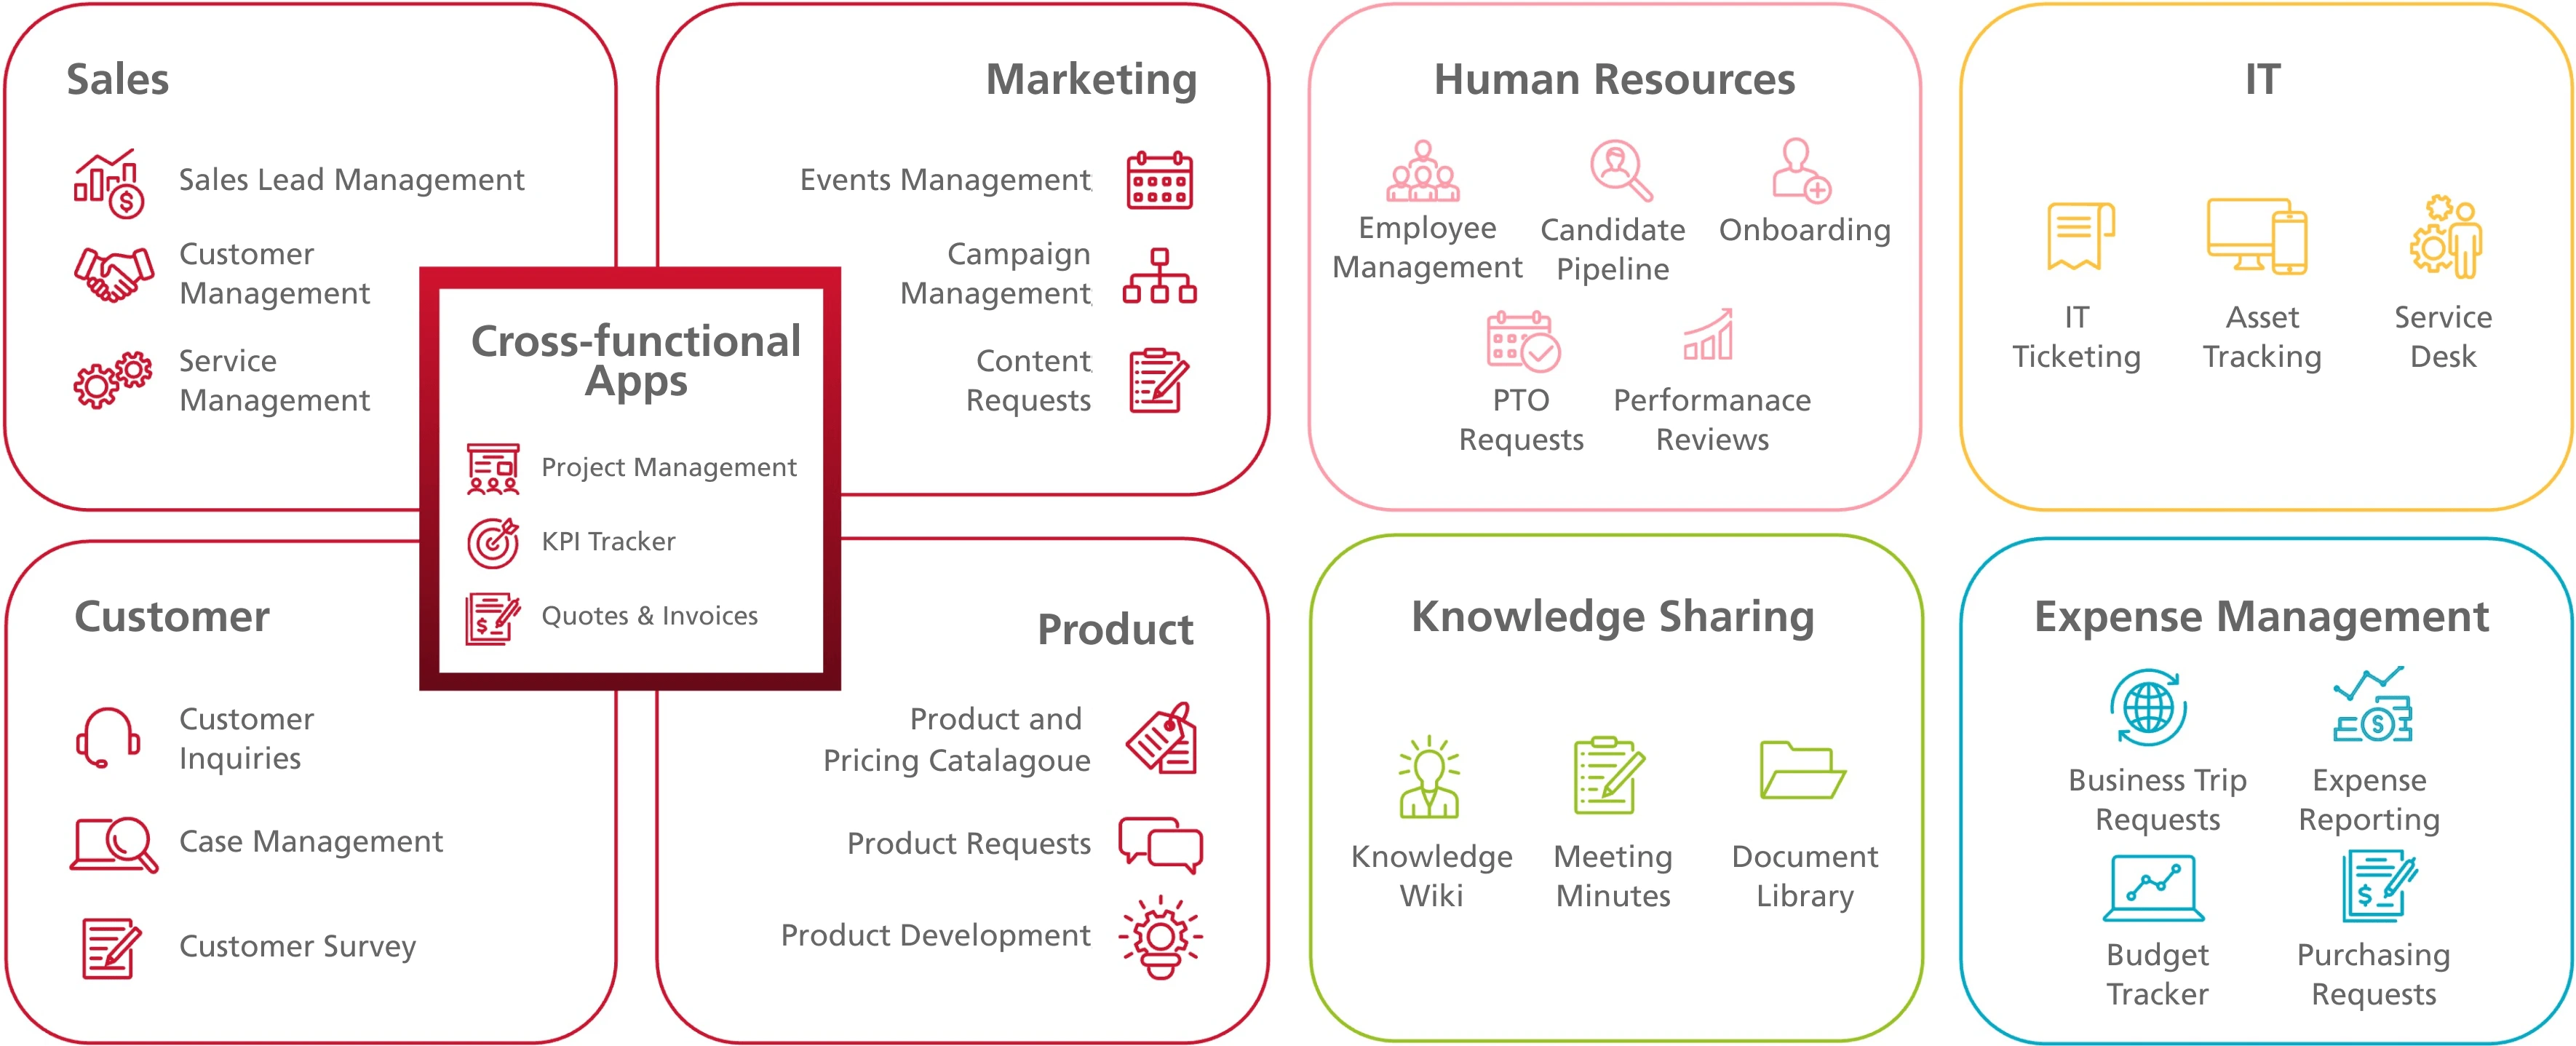 Sales
Sales Lead Management
Customer
Management
Service
Management
Marketing
Events Management
Campaign
Management
Content
Requests
Cross-functional
Apps
Project Management
KPI Tracker
Quotes & Invoices
Customer
Customer
Inquiries
Case Management
Customer Survey
Product
Product and
Pricing Catalagoue
Product Requests
Product Development
Human Resources
Employee
Management
Candidate
Pipeline
Onboarding
PTO
Requests
Performanace
Reviews
IT
IT
Ticketing
Asset
Tracking
Service
Desk
Knowledge Sharing
Knowledge
Wiki
Meeting
Minutes
Document
Library
Expense Management
Business Trip
Requests
Expense
Reporting
Budget
Tracker
Purchasing
Requests